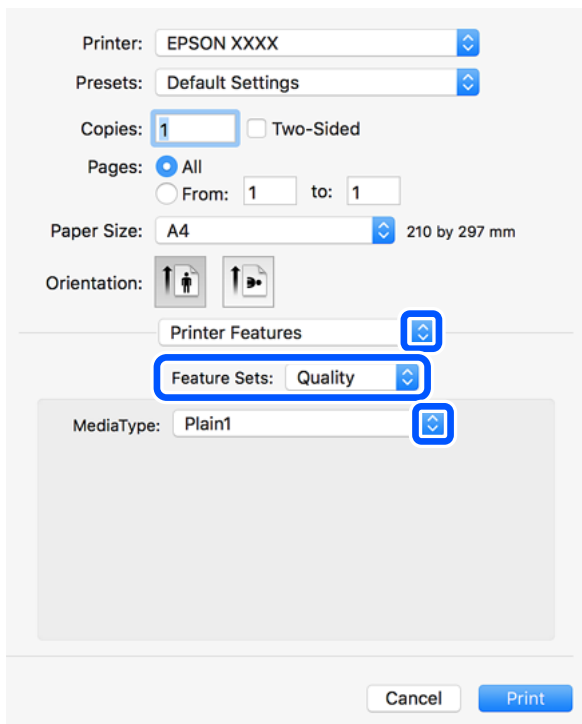 Printer: EPSON XXXX
Presets: Default Settings
Copies: 1 Two-Sided
Pages: All
From: 1 to: 1
Paper Size: A4 210 by 297 mm
Orientation:
Printer Features
Feature Sets: Quality
MediaType: Plain1
Cancel Print